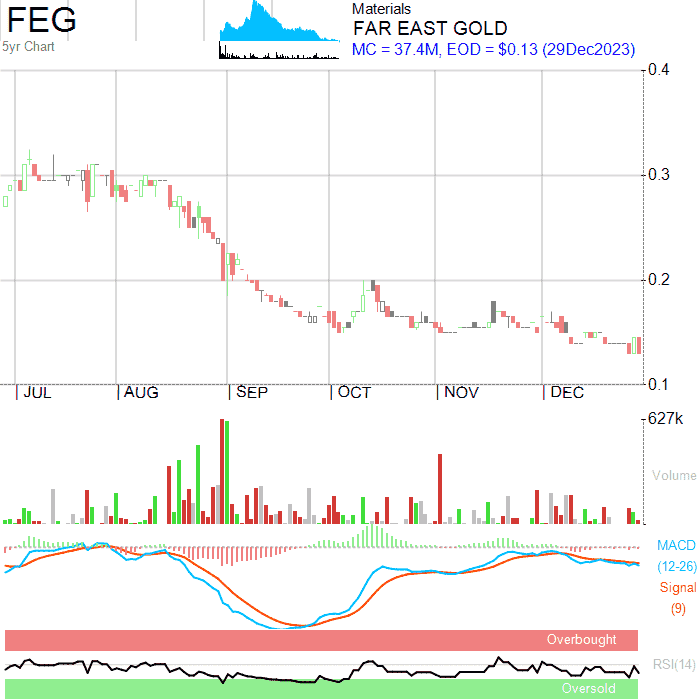 FEG
5yr Chart
Materials
FAR EAST GOLD
MC = 37.4M, EOD = $0.13 (29Dec2023)
0.4
0.3
0.2
0.1
JUL AUG SEP OCT NOV DEC
627k
Volume
MACD
(12-26)
Signal
(9)
Overbought
RSI(14)
Oversold